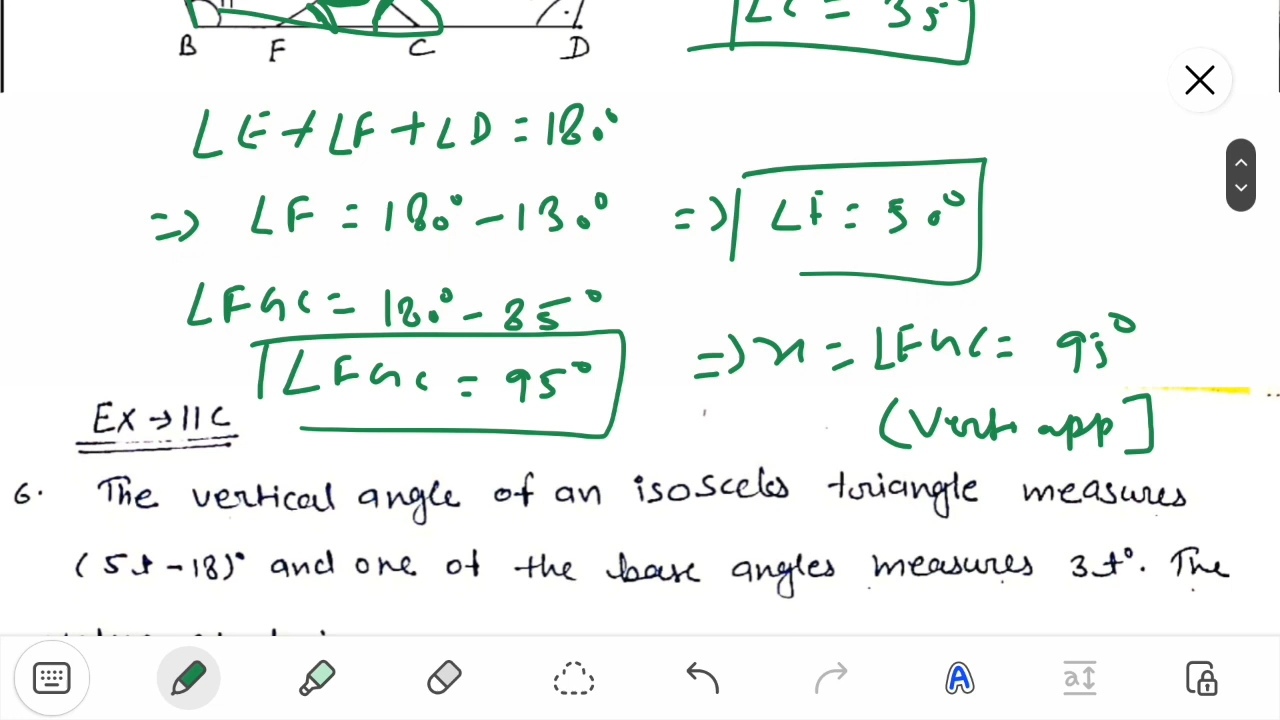 B F C D
∠C = 35°
∠E + ∠F + ∠D = 180°
=> ∠F = 180° - 130° => ∠F = 50°
∠FGC = 180° - 85°
∠FGC = 95° => x = ∠FGC = 95°
(Vert. opp]
Ex → 11C
6. The vertical angle of an isosceles triangle measures
(5t - 18)° and one of the base angles measures 3t°. The